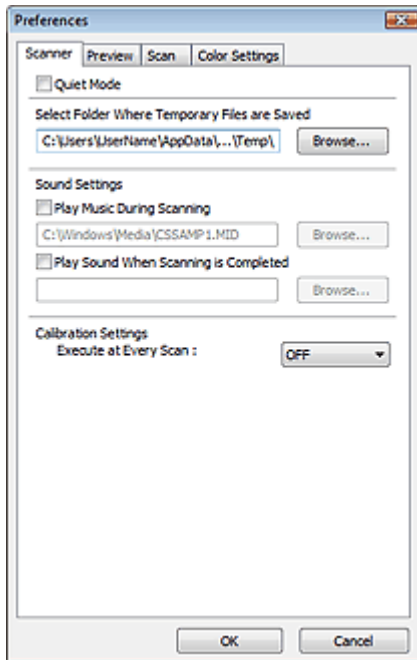 Preferences
Scanner Preview Scan Color Settings
Quiet Mode
Select Folder Where Temporary Files are Saved
C:\Users\UserName\AppData\...\Temp\ Browse...
Sound Settings
Play Music During Scanning
C:\Windows\Media\CSSAMP1.MID Browse...
Play Sound When Scanning is Completed
Browse...
Calibration Settings
Execute at Every Scan : OFF
OK Cancel